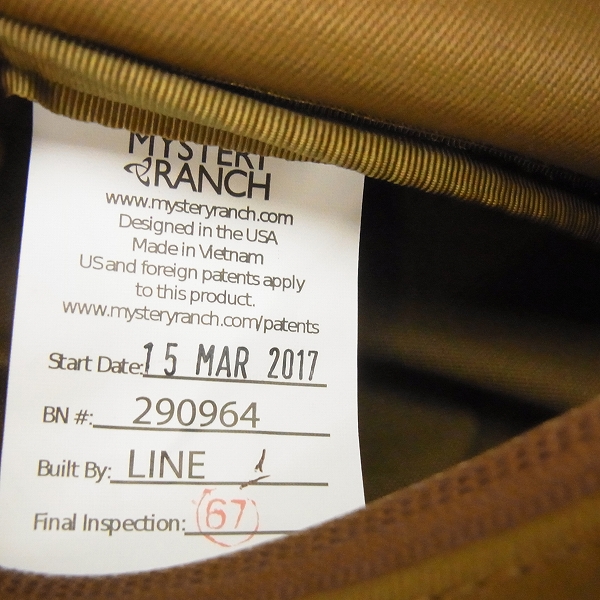 MYSTERY
RANCH
www.mysteryranch.com
Designed in the USA
Made in Vietnam
US and foreign patents apply
to this product.
www.mysteryranch.com/patents
Start Date: 15 MAR 2017
BN #: 290964
Built By: LINE 1
Final Inspection: 67